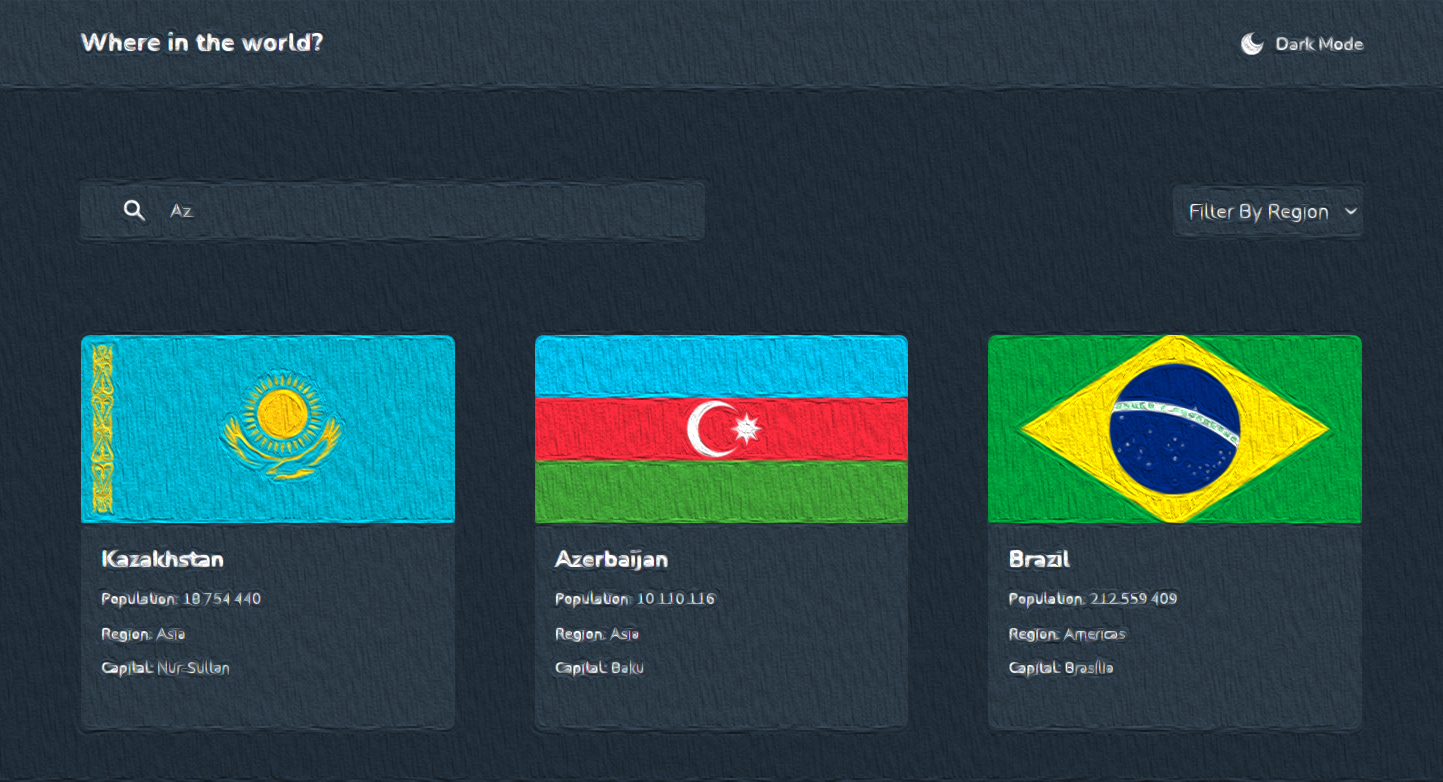 Where in the world?
Dark Mode
Az
Filter By Region
Kazakhstan
Population: 18 754 440
Region: Asia
Capital: Nur-Sultan
Azerbaijan
Population: 10 110 116
Region: Asia
Capital: Baku
Brazil
Population: 212 559 409
Region: Americas
Capital: Brasília